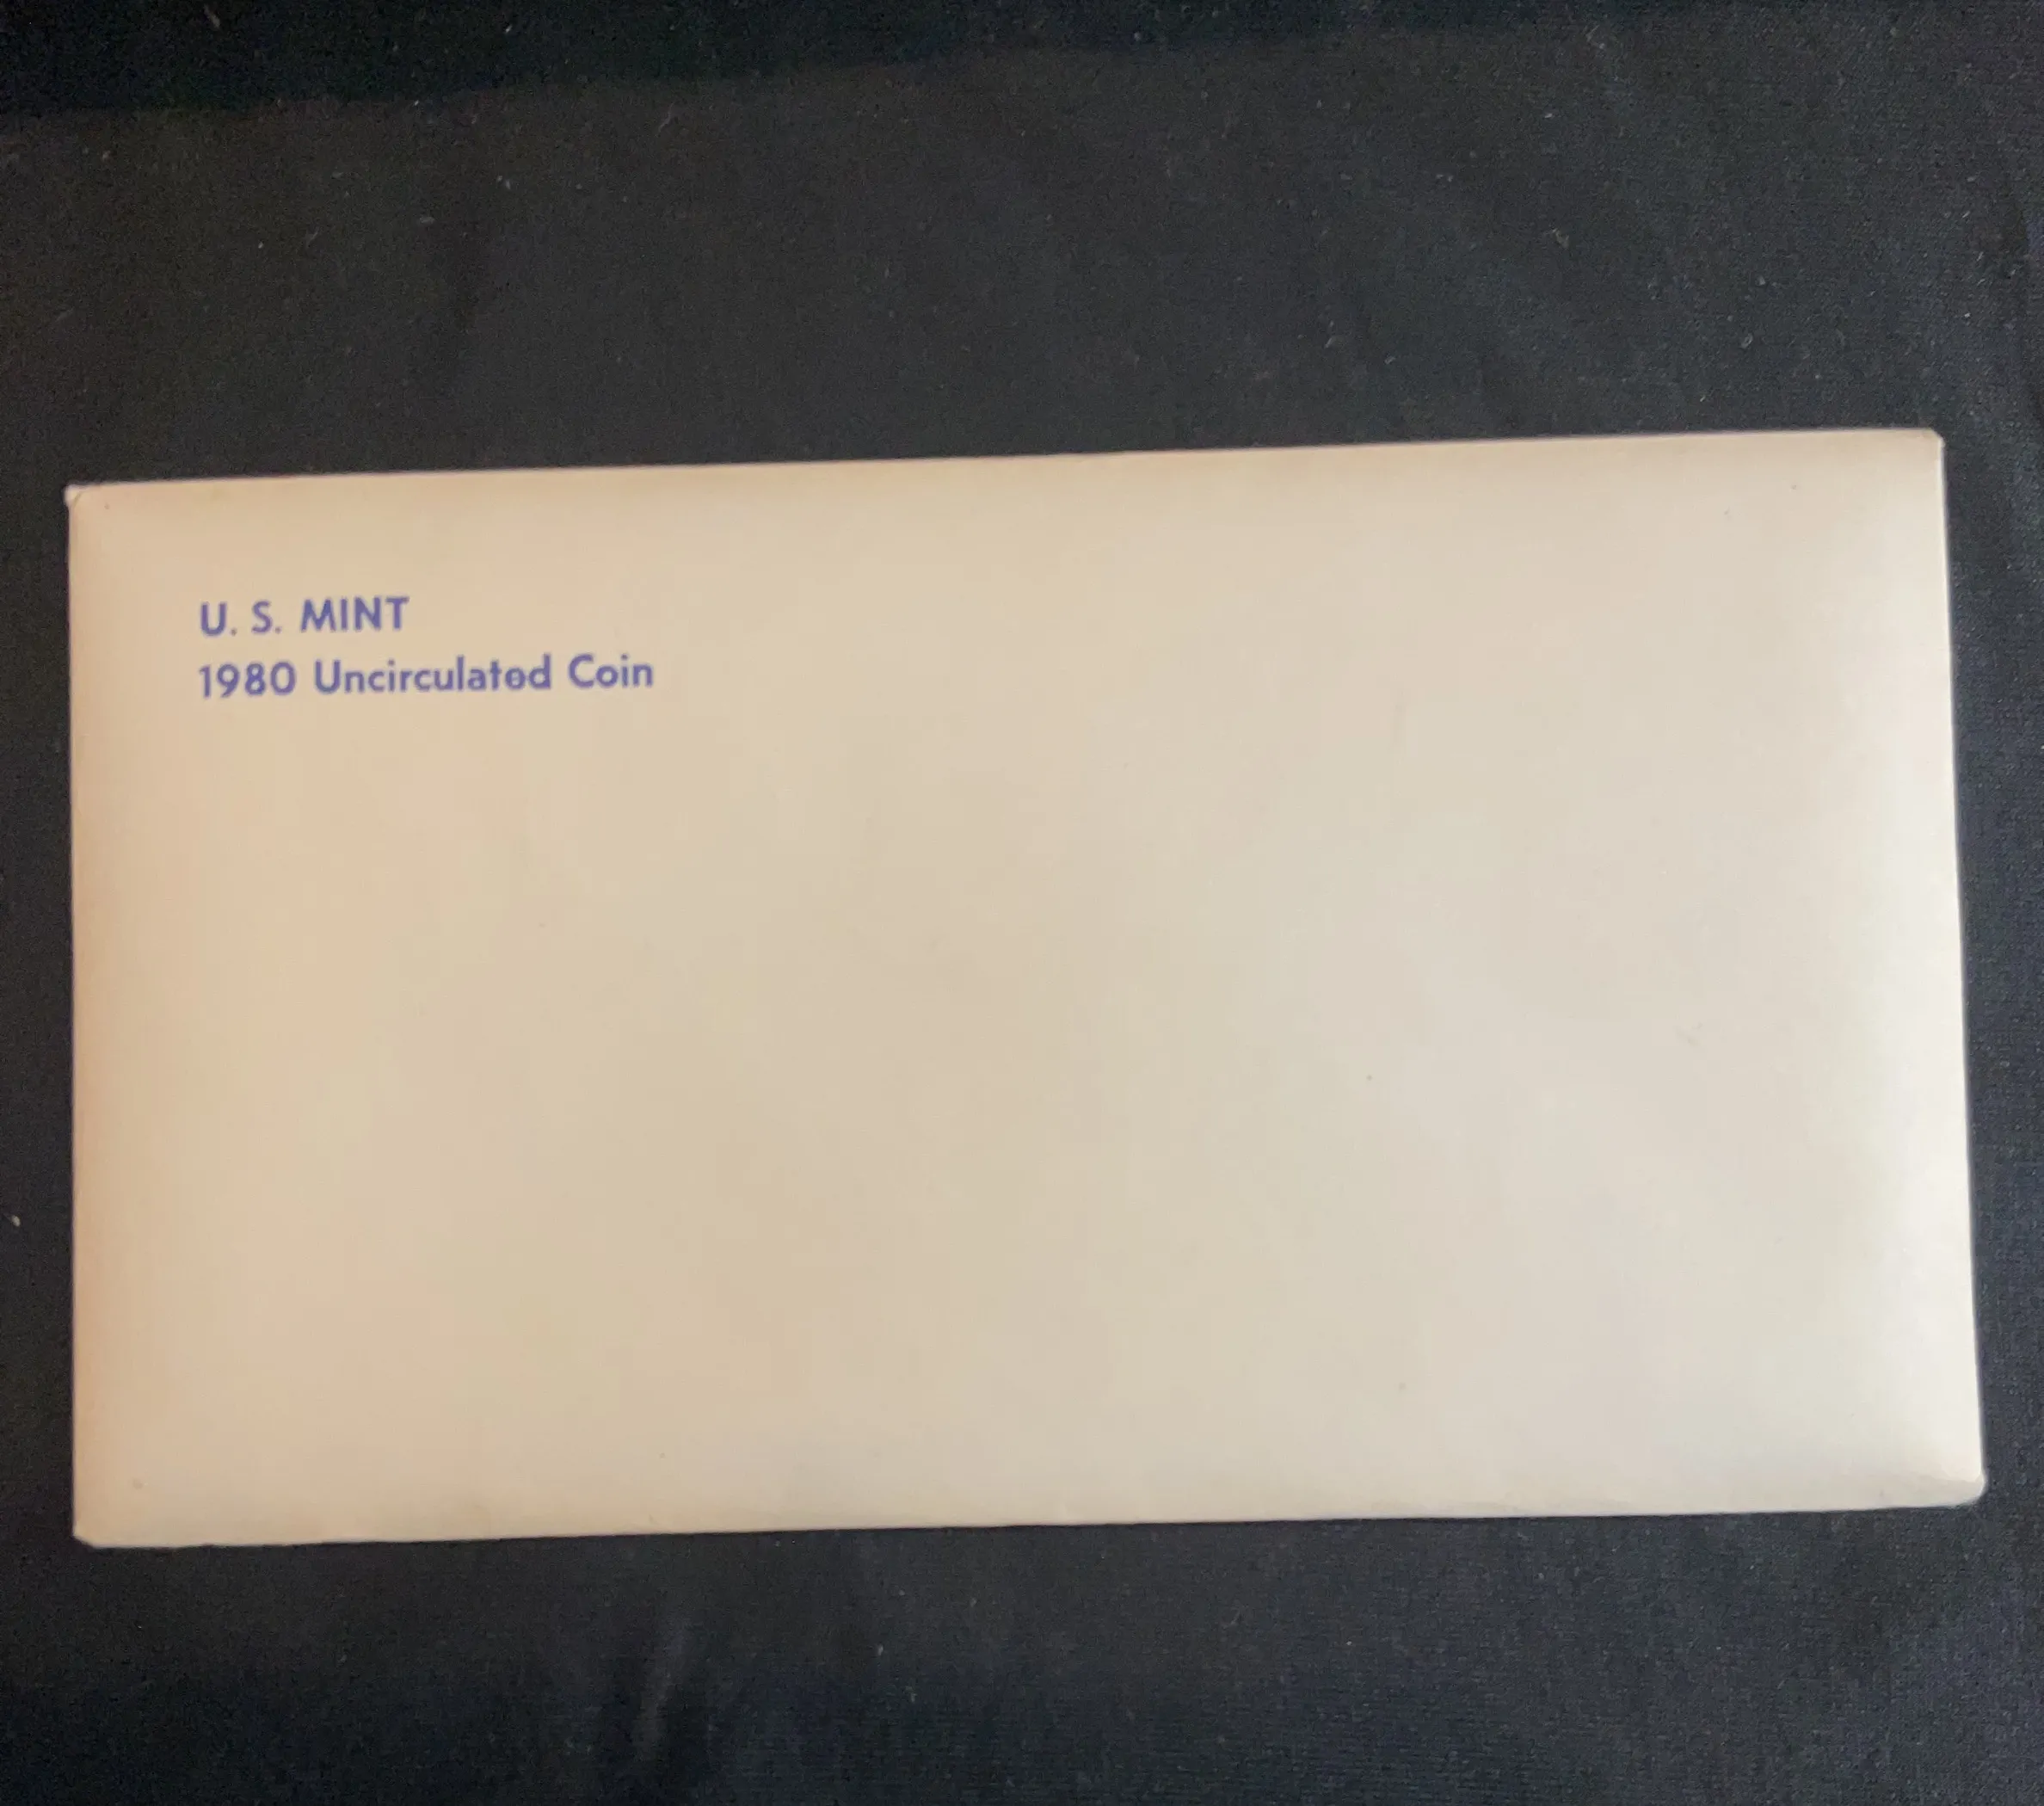 U. S. MINT
1980 Uncirculated Coin